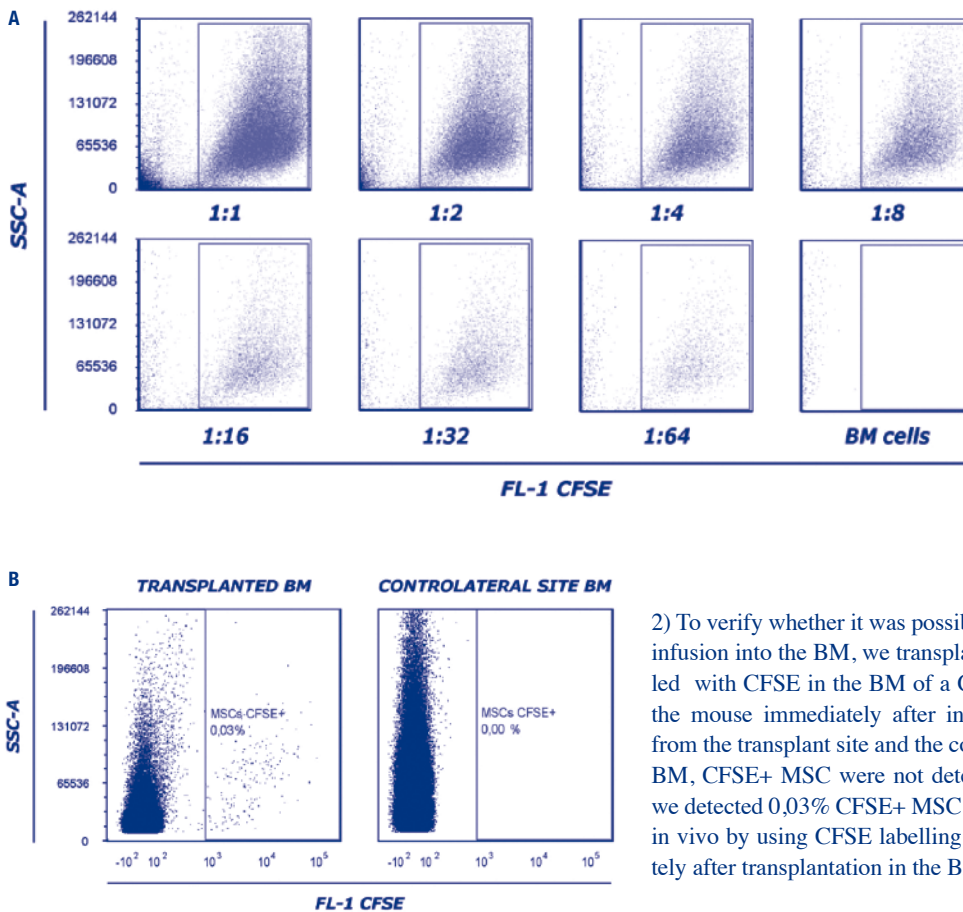 A
262144
196608
131072
65536
0
SSC-A
1:1
1:2
1:4
1:8
262144
196608
131072
65536
0
1:16
1:32
1:64
BM cells
FL-1 CFSE
B
TRANSPLANTED BM
CONTROLATERAL SITE BM
262144
196608
131072
65536
0
SSC-A
MSCs CFSE+
0,03%
MSCs CFSE+
0,00 %
-10² 10² 10³ 10⁴ 10⁵
-10² 10² 10³ 10⁴ 10⁵
FL-1 CFSE
2) To verify whether it was possib
infusion into the BM, we transpla
led with CFSE in the BM of a C
the mouse immediately after in
from the transplant site and the co
BM, CFSE+ MSC were not dete
we detected 0,03% CFSE+ MSC
in vivo by using CFSE labelling
tely after transplantation in the B